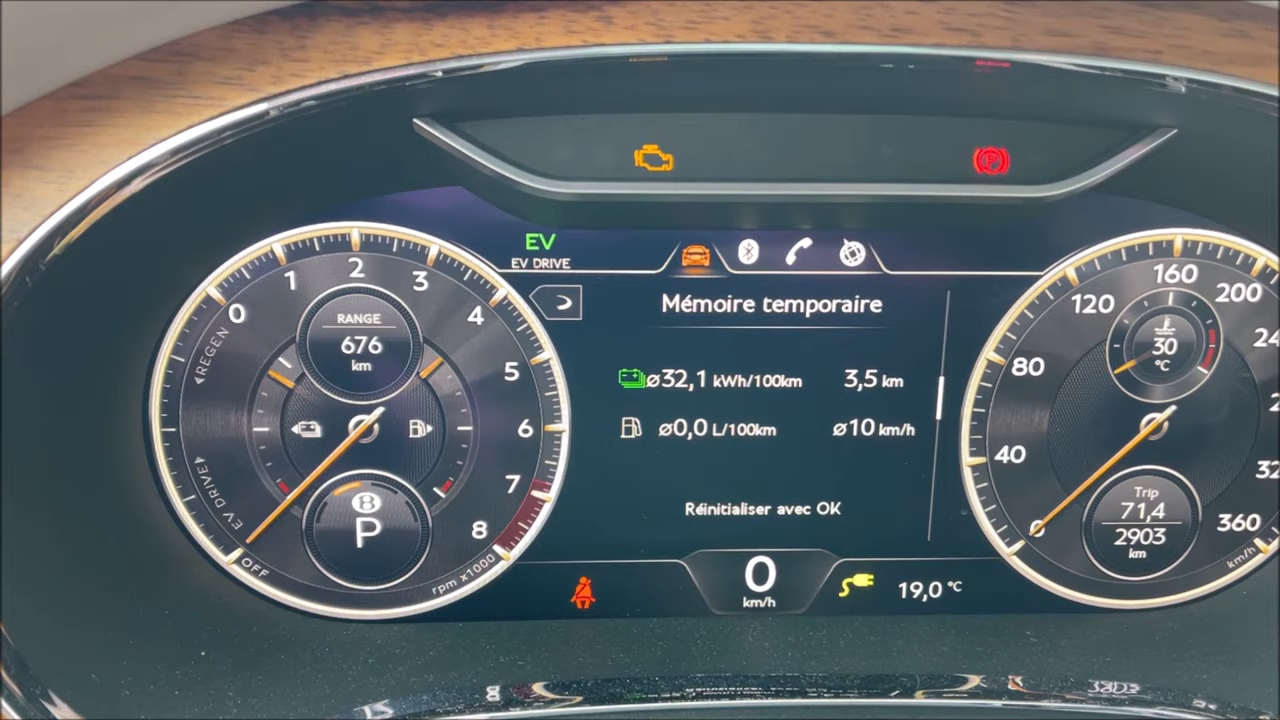 EV
EV DRIVE
0
1
2
3
4
5
6
7
8
rpm x1000
REGEN
EV DRIVE
OFF
RANGE
676
km
B
P
Mémoire temporaire
ø32,1 kWh/100km 3,5 km
ø0,0 L/100km ø10 km/h
Réinitialiser avec OK
0
km/h
19,0 °C
0
40
80
120
160
200
360
km/h
30
°C
Trip
71,4
2903
km